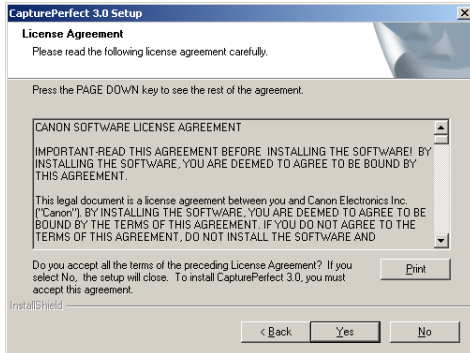 CapturePerfect 3.0 Setup
License Agreement
Please read the following license agreement carefully.
Press the PAGE DOWN key to see the rest of the agreement.
CANON SOFTWARE LICENSE AGREEMENT
IMPORTANT-READ THIS AGREEMENT BEFORE INSTALLING THE SOFTWARE! BY
INSTALLING THE SOFTWARE, YOU ARE DEEMED TO AGREE TO BE BOUND BY
THIS AGREEMENT.
This legal document is a license agreement between you and Canon Electronics Inc.
("Canon"). BY INSTALLING THE SOFTWARE, YOU ARE DEEMED TO AGREE TO BE
BOUND BY THE TERMS OF THIS AGREEMENT. IF YOU DO NOT AGREE TO THE
TERMS OF THIS AGREEMENT, DO NOT INSTALL THE SOFTWARE AND
Do you accept all the terms of the preceding License Agreement? If you
select No, the setup will close. To install CapturePerfect 3.0, you must
accept this agreement.
Print
InstallShield
< Back
Yes
No